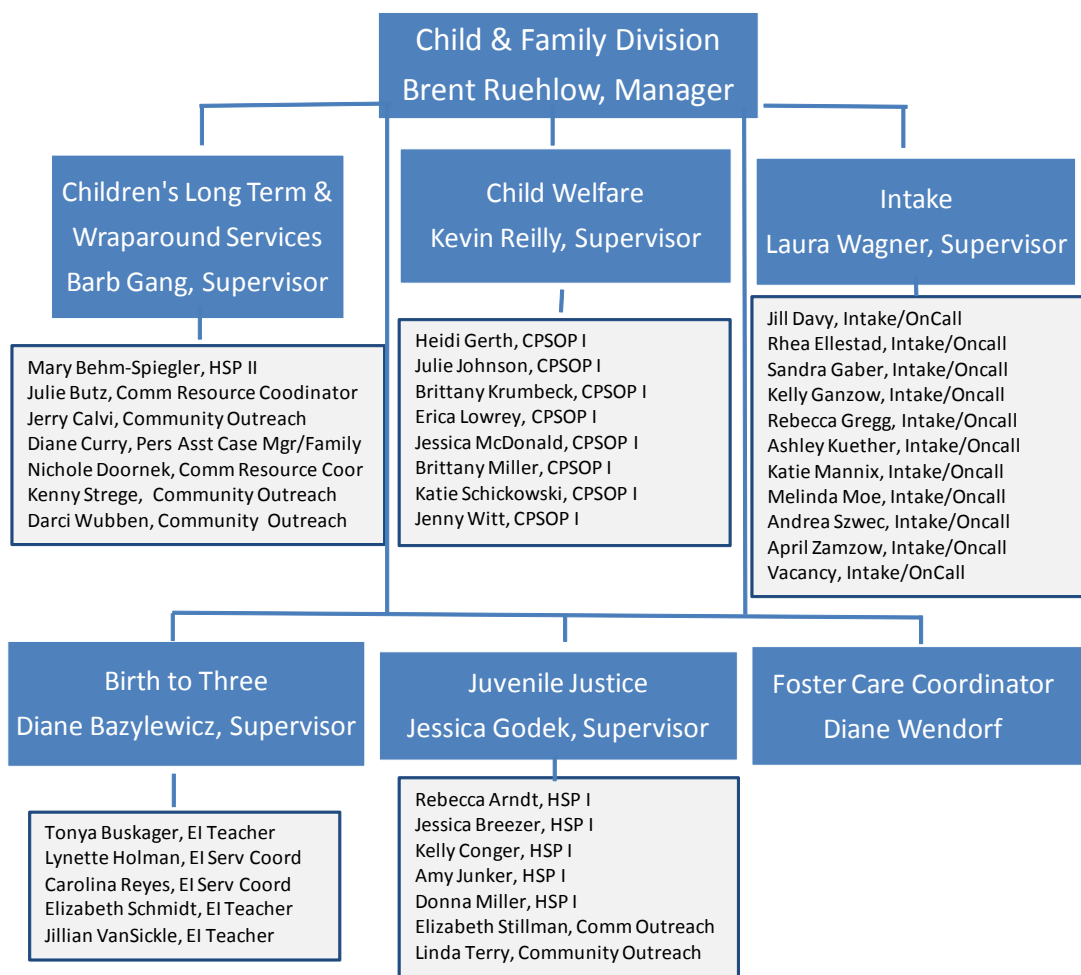 Child & Family Division
Brent Ruehlow, Manager
Children's Long Term &
Wraparound Services
Barb Gang, Supervisor
Child Welfare
Kevin Reilly, Supervisor
Intake
Laura Wagner, Supervisor
Mary Behm-Spiegler, HSP II
Julie Butz, Comm Resource Coodinator
Jerry Calvi, Community Outreach
Diane Curry, Pers Asst Case Mgr/Family
Nichole Doornek, Comm Resource Coor
Kenny Strege, Community Outreach
Darci Wubben, Community Outreach
Heidi Gerth, CPSOP I
Julie Johnson, CPSOP I
Brittany Krumbeck, CPSOP I
Erica Lowrey, CPSOP I
Jessica McDonald, CPSOP I
Brittany Miller, CPSOP I
Katie Schickowski, CPSOP I
Jenny Witt, CPSOP I
Jill Davy, Intake/OnCall
Rhea Ellestad, Intake/Oncall
Sandra Gaber, Intake/Oncall
Kelly Ganzow, Intake/Oncall
Rebecca Gregg, Intake/Oncall
Ashley Kuether, Intake/Oncall
Katie Mannix, Intake/Oncall
Melinda Moe, Intake/Oncall
Andrea Szwec, Intake/Oncall
April Zamzow, Intake/Oncall
Vacancy, Intake/OnCall
Birth to Three
Diane Bazylewicz, Supervisor
Juvenile Justice
Jessica Godek, Supervisor
Foster Care Coordinator
Diane Wendorf
Tonya Buskager, EI Teacher
Lynette Holman, EI Serv Coord
Carolina Reyes, EI Serv Coord
Elizabeth Schmidt, EI Teacher
Jillian VanSickle, EI Teacher
Rebecca Arndt, HSP I
Jessica Breezer, HSP I
Kelly Conger, HSP I
Amy Junker, HSP I
Donna Miller, HSP I
Elizabeth Stillman, Comm Outreach
Linda Terry, Community Outreach